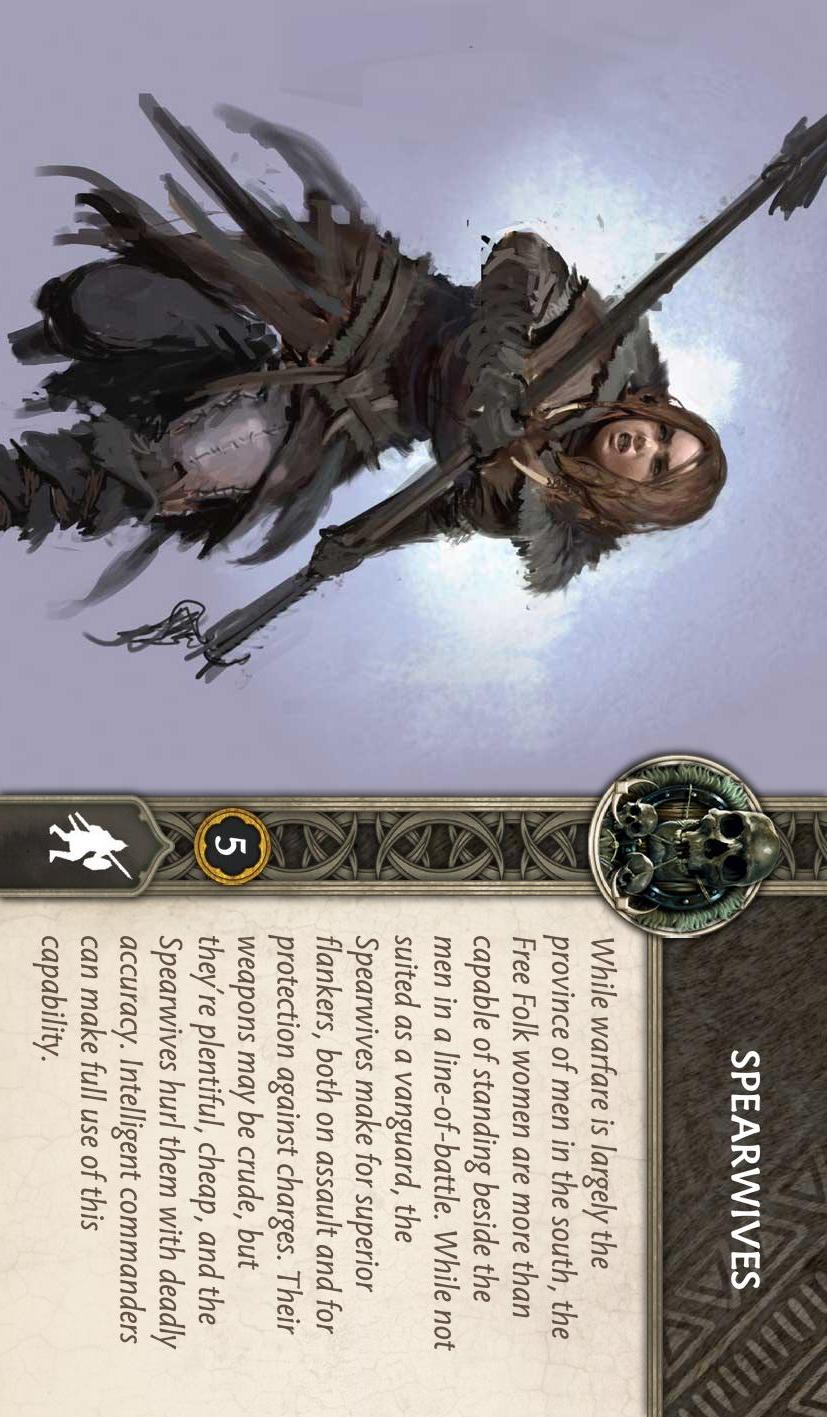 SPEARWIVES
While warfare is largely the
province of men in the south, the
Free Folk women are more than
capable of standing beside the
men in a line-of-battle. While not
suited as a vanguard, the
Spearwives make for superior
flankers, both on assault and for
protection against charges. Their
weapons may be crude, but
they're plentiful, cheap, and the
Spearwives hurl them with deadly
accuracy. Intelligent commanders
can make full use of this
capability.
5